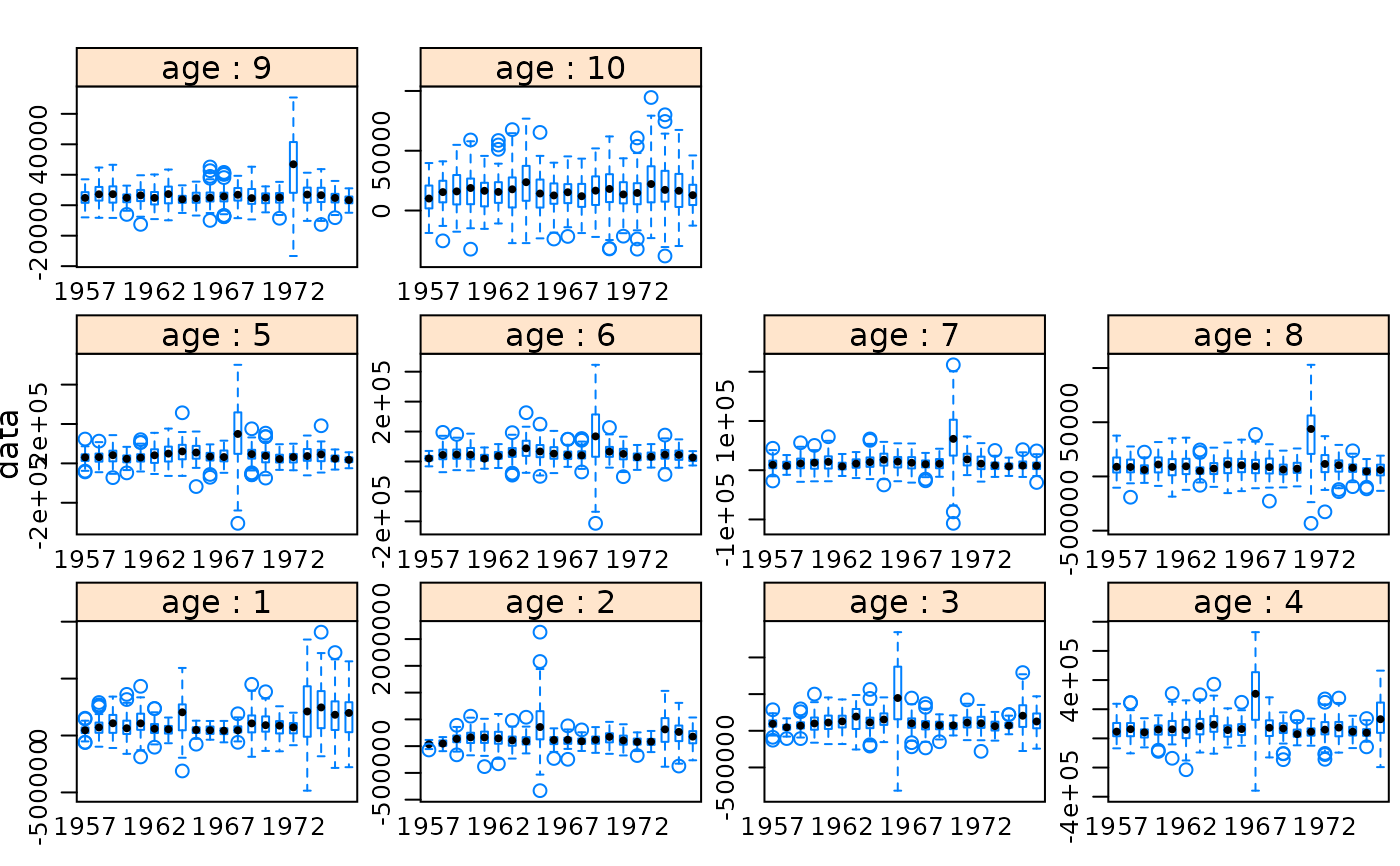 age : 9
age : 10
-20000 40000
0 50000
1957 1962 1967 1972
1957 1962 1967 1972
age : 5
age : 6
age : 7
age : 8
-2e+05 2e+05
-2e+05 2e+05
-1e+05 1e+05
-50000 50000
1957 1962 1967 1972
1957 1962 1967 1972
1957 1962 1967 1972
1957 1962 1967 1972
data
age : 1
age : 2
age : 3
age : 4
-5000000
-500000
-500000
-4e+05 4e+05
1957 1962 1967 1972
1957 1962 1967 1972
1957 1962 1967 1972
1957 1962 1967 1972